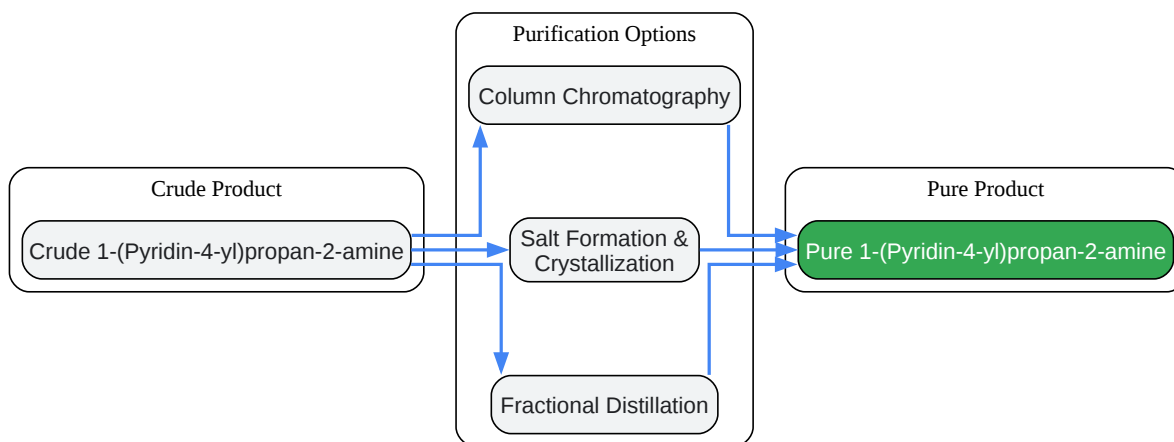 Purification Options
Column Chromatography
Crude Product
Crude 1-(Pyridin-4-yl)propan-2-amine
Salt Formation &
Crystallization
Fractional Distillation
Pure Product
Pure 1-(Pyridin-4-yl)propan-2-amine